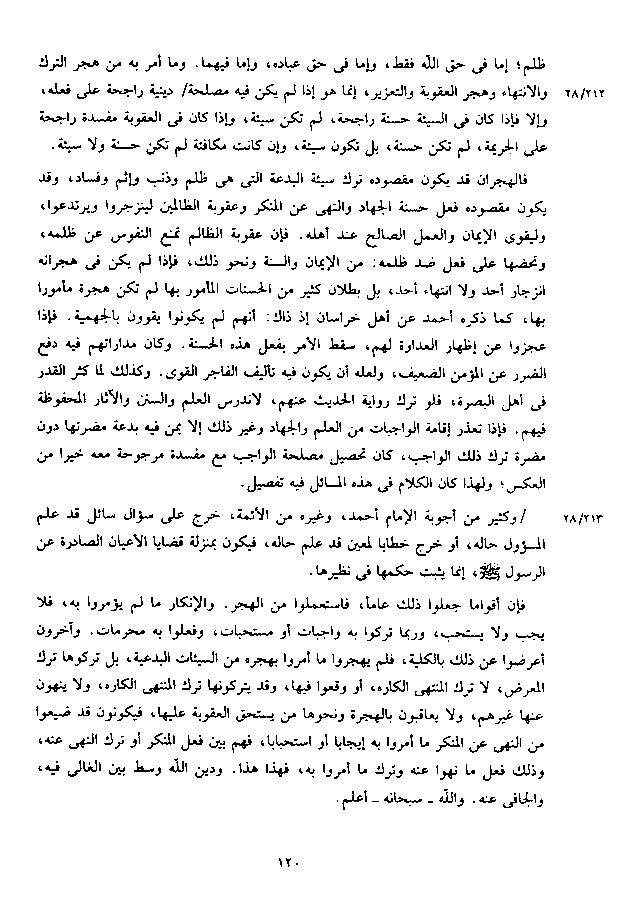 ظلم؛ إما فى حق الله فقط، وإما فى حق عباده، وإما فيهما. وما أمر به من هجر الترك
٢٨/٢١٢ والانتهاء وهجر العقوبة والتعزير، إنما هو إذا لم يكن فيه مصلحة/ دينية راجحة على فعله،
وإلا فإذا كان فى السيئة حسنة راجحة، لم تكن سيئة، وإذا كان فى العقوبة مفسدة راجحة
على الجريمة، لم تكن حسنة، بل تكون سيئة، وإن كانت مكافئة لم تكن حسنة ولا سيئة.
فالهجران قد يكون مقصوده ترك سيئة البدعة التى هى ظلم وذنب وإثم وفساد، وقد
يكون مقصوده فعل حسنة الجهاد والنهى عن المنكر وعقوبة الظالمين لينزجروا ويرتدعوا،
وليقوى الإيمان والعمل الصالح عند أهله. فإن عقوبة الظالم تمنع النفوس عن ظلمه،
وتحضها على فعل ضد ظلمه: من الإيمان والسنة ونحو ذلك، فإذا لم يكن فى هجرانه
انزجار أحد ولا انتهاء أحد، بل بطلان كثير من الحسنات المأمور بها لم تكن هجرة مأمورا
بها، كما ذكره أحمد عن أهل خراسان إذ ذاك: أنهم لم يكونوا يقوون بالجهمية. فإذا
عجزوا عن إظهار العداوة لهم، سقط الأمر بفعل هذه الحسنة. وكان مداراتهم فيه دفع
الضرر عن المؤمن الضعيف، ولعله أن يكون فيه تأليف الفاجر القوى. وكذلك لما كثر القدر
فى أهل البصرة، فلو ترك رواية الحديث عنهم، لاندرس العلم والسنن والآثار المحفوظة
فيهم. فإذا تعذر إقامة الواجبات من العلم والجهاد وغير ذلك إلا بمن فيه بدعة مضرتها دون
مضرة ترك ذلك الواجب، كان تحصيل مصلحة الواجب مع مفسدة مرجوحة معه خيرا من
العكس؛ ولهذا كان الكلام فى هذه المسائل فيه تفصيل.
٢٨/٢١٣ / وكثير من أجوبة الإمام أحمد، وغيره من الأئمة، خرج على سؤال سائل قد علم
المسؤول حاله، أو خرج خطابا لمعين قد علم حاله، فيكون بمنزلة قضايا الأعيان الصادرة عن
الرسول ﷺ، إنما يثبت حكمها فى نظيرها.
فإن أقواما جعلوا ذلك عاماً، فاستعملوا من الهجر. والإنكار ما لم يؤمروا به، فلا
يجب ولا يستحب، وربما تركوا به واجبات أو مستحبات، وفعلوا به محرمات. وآخرون
أعرضوا عن ذلك بالكلية، فلم يهجروا ما أمروا بهجره من السيئات البدعية، بل تركوها ترك
المعرض، لا ترك المنتهى الكاره، أو وقعوا فيها، وقد يتركونها ترك المنتهى الكاره، ولا ينهون
عنها غيرهم، ولا يعاقبون بالهجرة ونحوها من يستحق العقوبة عليها، فيكونون قد ضيعوا
من النهى عن المنكر ما أمروا به إيجابا أو استحبابا، فهم بين فعل المنكر أو ترك النهى عنه،
وذلك فعل ما نهوا عنه وترك ما أمروا به، فهذا هذا. ودين الله وسط بين الغالى فيه،
والجافى عنه. والله ـ سبحانه ـ أعلم.
١٢٠